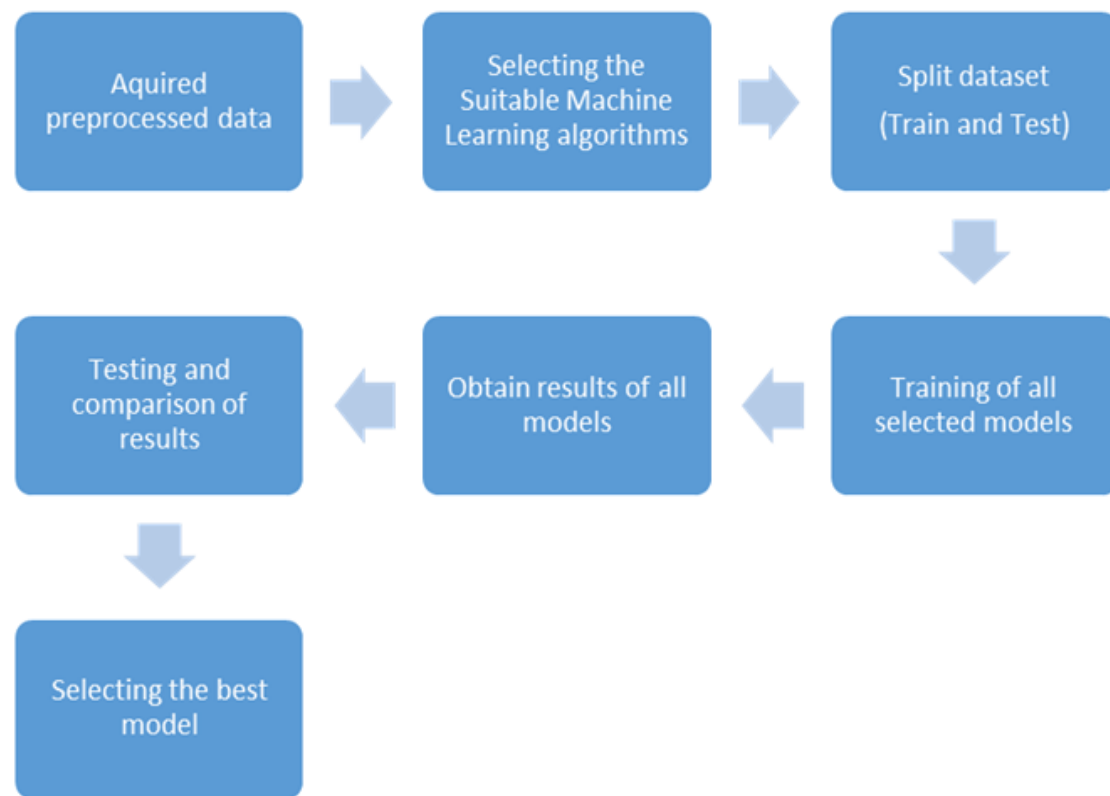 Aquired
preprocessed data
Selecting the
Suitable Machine
Learning algorithms
Split dataset
(Train and Test)
Training of all
selected models
Obtain results of all
models
Testing and
comparison of
results
Selecting the best
model